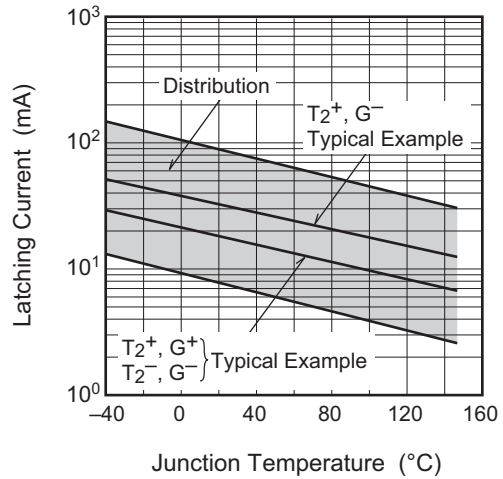 10³
Latching Current (mA)
Distribution
T₂⁺, G⁻
Typical Example
10²
10¹
T₂⁺, G⁺
T₂⁻, G⁻
Typical Example
10⁰
–40 0 40 80 120 160
Junction Temperature (°C)